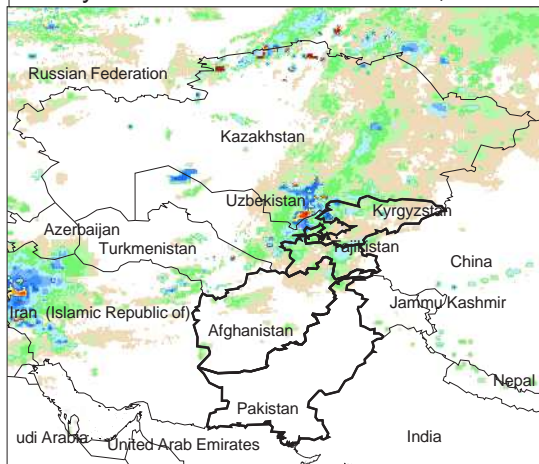 Russian Federation
Kazakhstan
Uzbekistan
Kyrgyzstan
Azerbaijan
Turkmenistan
Tajikistan
China
Iran (Islamic Republic of)
Jammu Kashmir
Afghanistan
Nepal
Pakistan
udi Arabia
United Arab Emirates
India